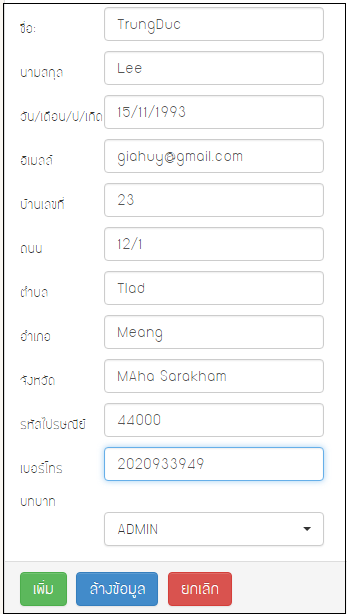 ชื่อ: TrungDuc
นามสกุล Lee
วัน/เดือน/ป/เกิด 15/11/1993
อีเมลล์ giahuy@gmail.com
บ้านเลขที่ 23
ถนน 12/1
ตำบล Tlad
อำเภอ Meang
จังหวัด MAha Sarakham
รหัสไปรษณีย์ 44000
เบอร์โทร 2020933949
บทบาท
ADMIN
เพิ่ม ล้างข้อมูล ยกเลิก